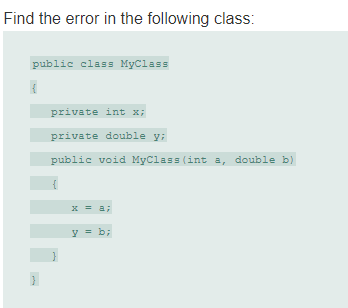 Find the error in the following class:
public class MyClass
{
private int x;
private double y;
public void MyClass(int a, double b)
{
x = a;
y = b;
}
}